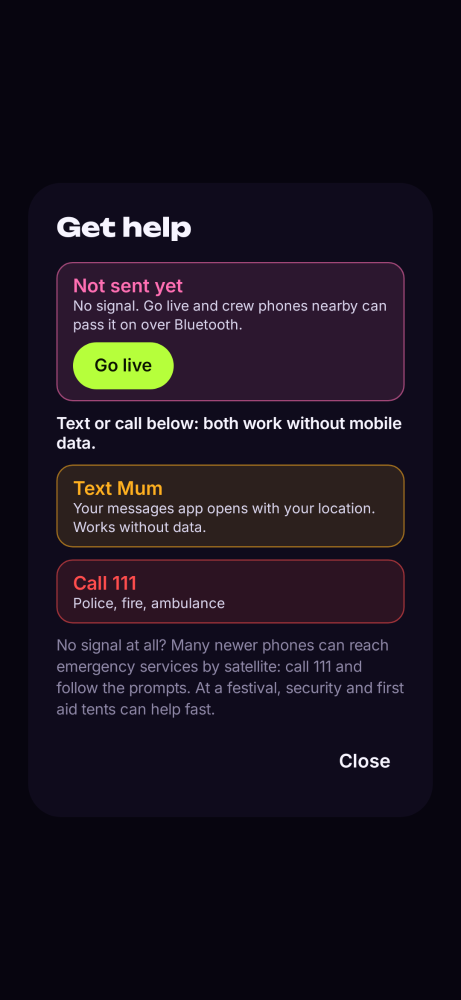 Get help
Not sent yet
No signal. Go live and crew phones nearby can
pass it on over Bluetooth.
Go live
Text or call below: both work without mobile
data.
Text Mum
Your messages app opens with your location.
Works without data.
Call 111
Police, fire, ambulance
No signal at all? Many newer phones can reach
emergency services by satellite: call 111 and
follow the prompts. At a festival, security and first
aid tents can help fast.
Close